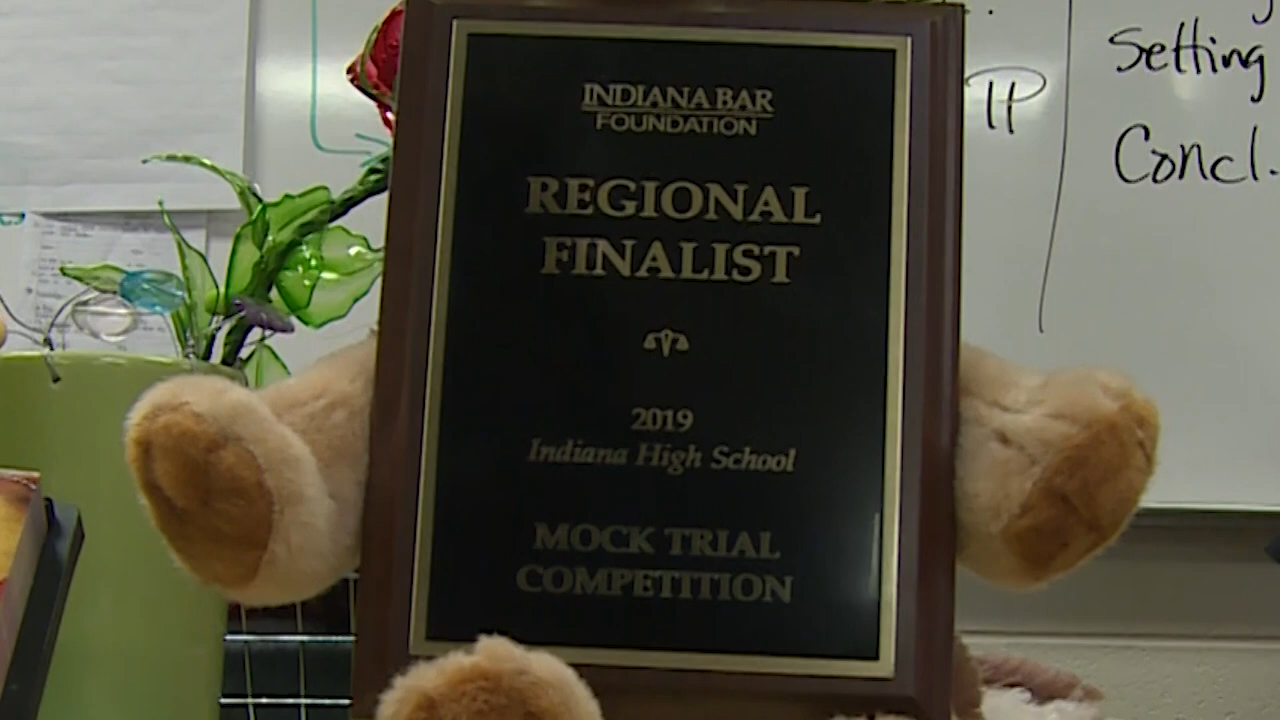 INDIANA BAR
FOUNDATION
REGIONAL
FINALIST
2019
Indiana High School
MOCK TRIAL
COMPETITION
Setting
Concl.